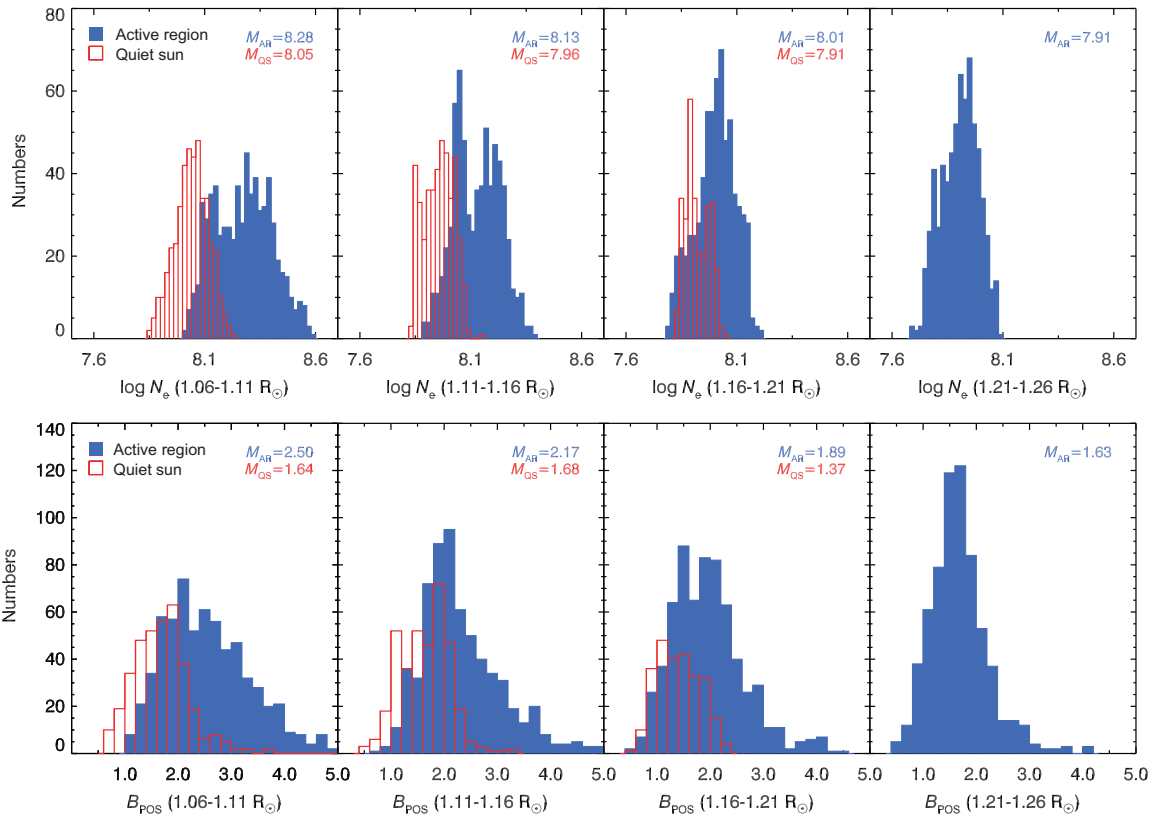 80
60
40
20
0
Numbers
Active region
Quiet sun
M_AR=8.28
M_QS=8.05
M_AR=8.13
M_QS=7.96
M_AR=8.01
M_QS=7.91
M_AR=7.91
7.6 8.1 8.6
7.6 8.1 8.6
7.6 8.1 8.6
7.6 8.1 8.6
log N_e (1.06-1.11 R_☉)
log N_e (1.11-1.16 R_☉)
log N_e (1.16-1.21 R_☉)
log N_e (1.21-1.26 R_☉)
140
120
100
80
60
40
20
0
Numbers
Active region
Quiet sun
M_AR=2.50
M_QS=1.64
M_AR=2.17
M_QS=1.68
M_AR=1.89
M_QS=1.37
M_AR=1.63
1.0 2.0 3.0 4.0 5.0
1.0 2.0 3.0 4.0 5.0
1.0 2.0 3.0 4.0 5.0
1.0 2.0 3.0 4.0 5.0
B_POS (1.06-1.11 R_☉)
B_POS (1.11-1.16 R_☉)
B_POS (1.16-1.21 R_☉)
B_POS (1.21-1.26 R_☉)